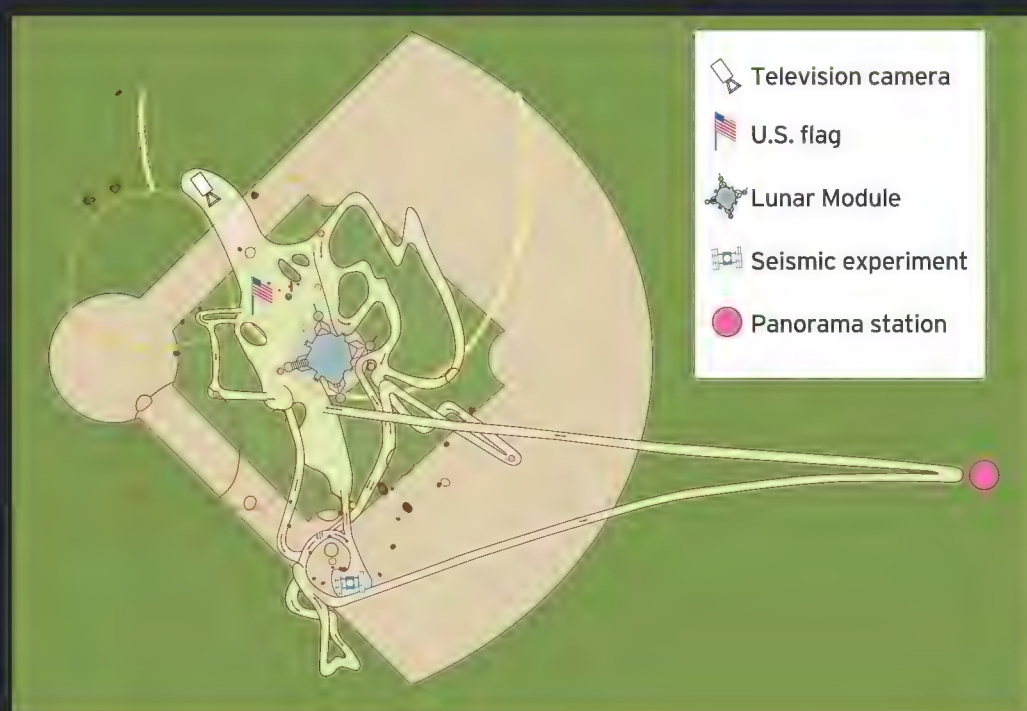 Television camera
U.S. flag
Lunar Module
Seismic experiment
Panorama station